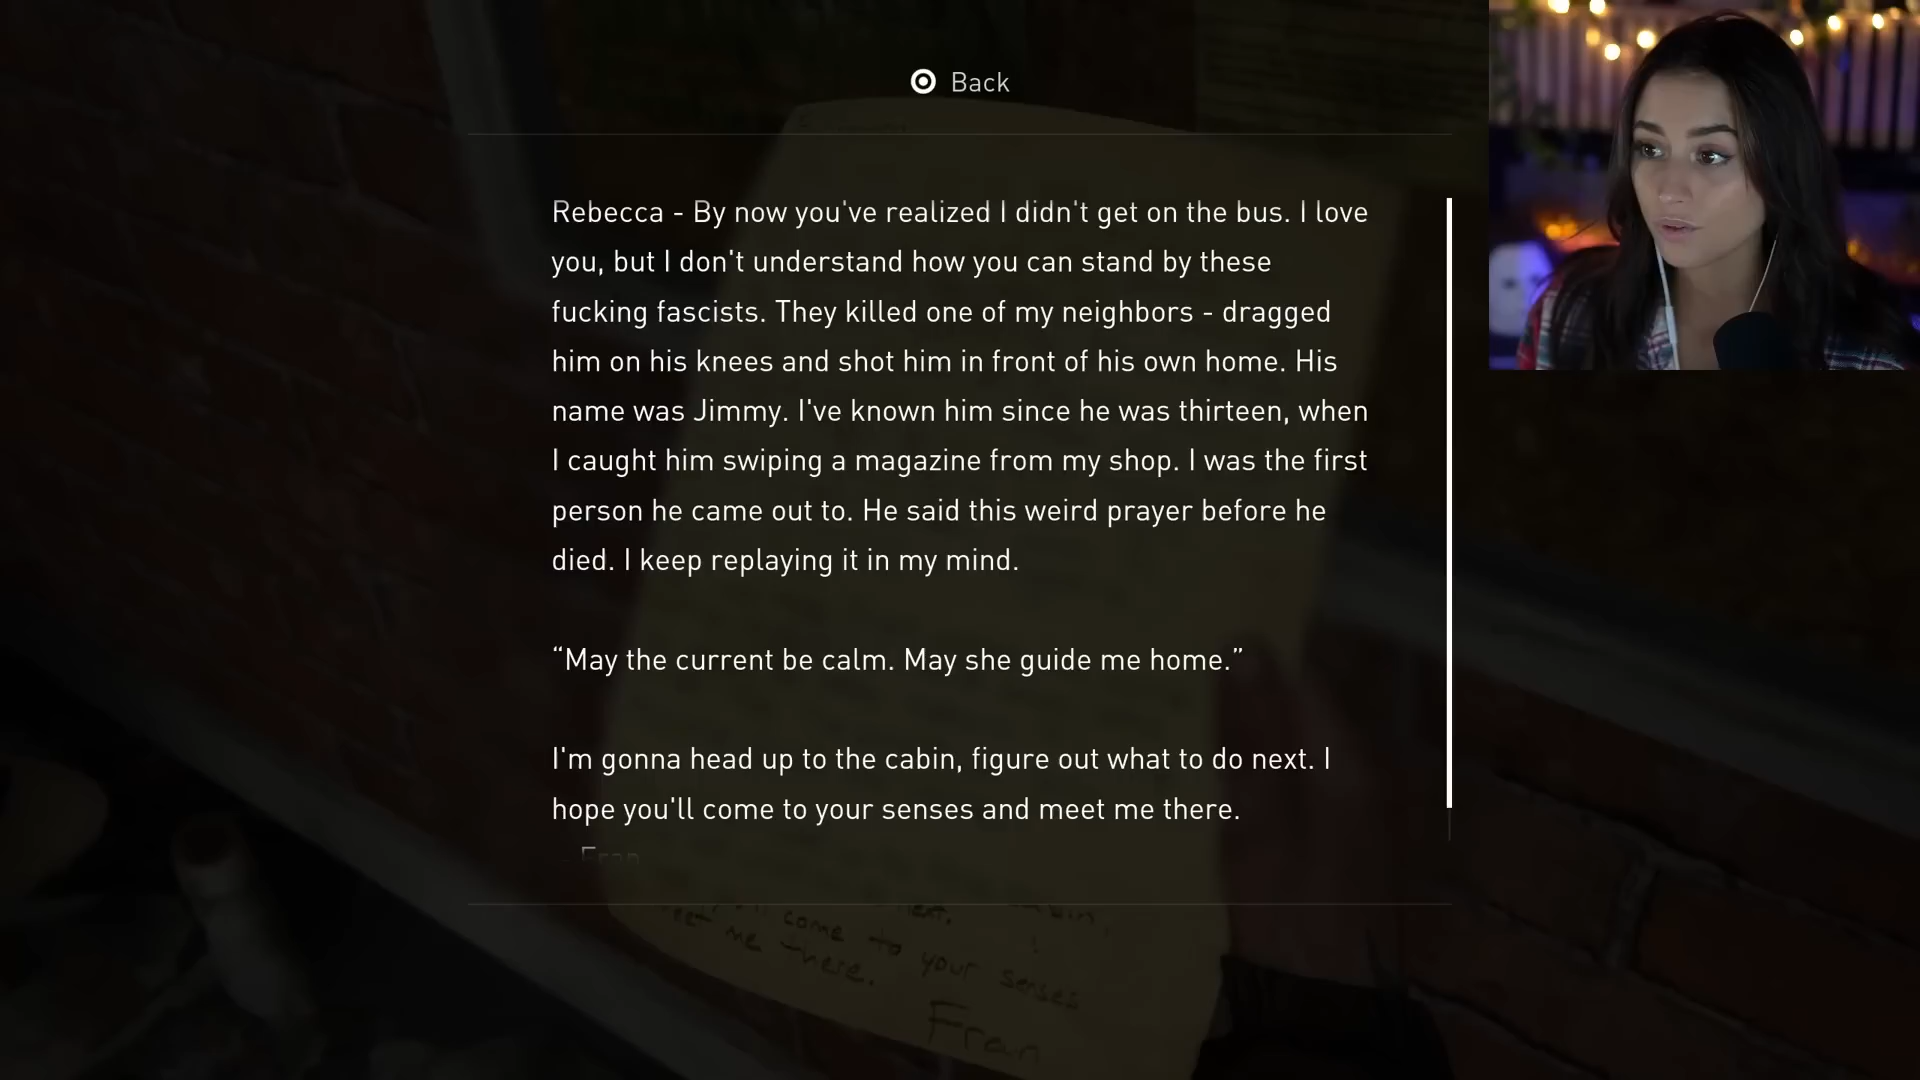 Back
Rebecca - By now you've realized I didn't get on the bus. I love
you, but I don't understand how you can stand by these
fucking fascists. They killed one of my neighbors - dragged
him on his knees and shot him in front of his own home. His
name was Jimmy. I've known him since he was thirteen, when
I caught him swiping a magazine from my shop. I was the first
person he came out to. He said this weird prayer before he
died. I keep replaying it in my mind.
“May the current be calm. May she guide me home.”
I'm gonna head up to the cabin, figure out what to do next. I
hope you'll come to your senses and meet me there.
- Fran
come to your senses
me there.
Fran